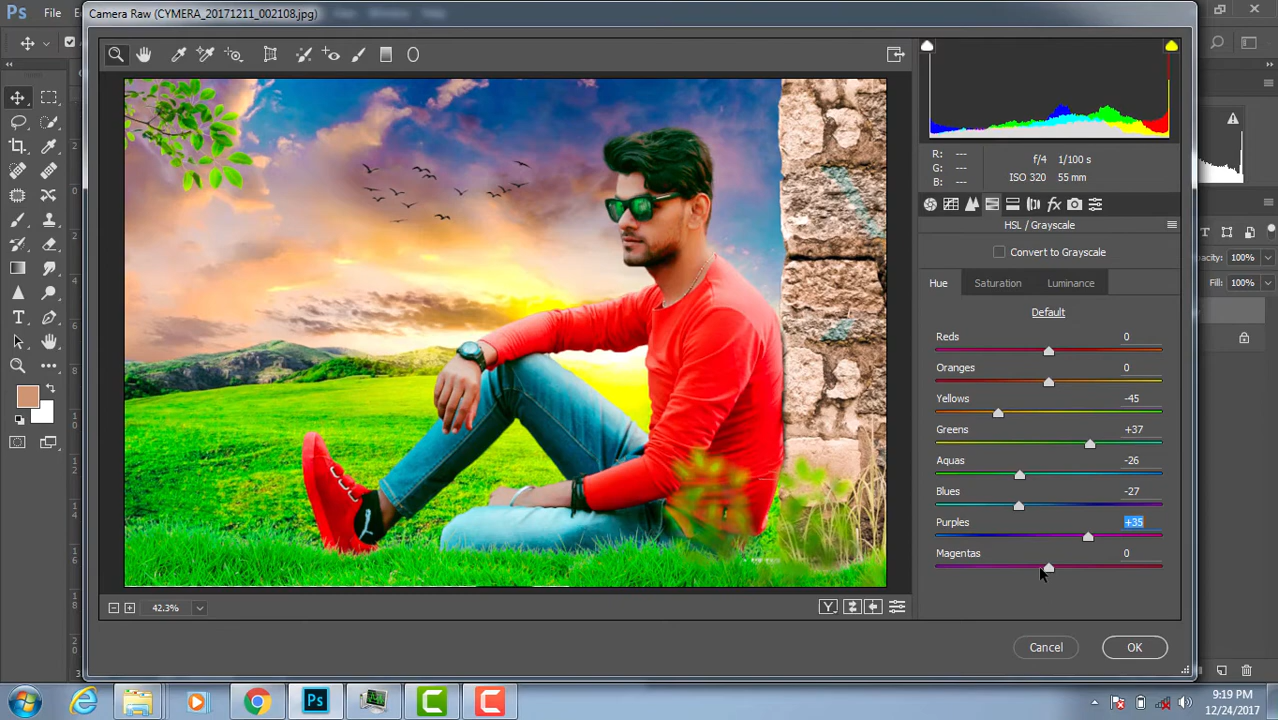 Ps
File
Camera Raw (CYMERA_20171211_002108.jpg)
R: ---
G: ---
B: ---
f/4 1/100 s
ISO 320 55 mm
fx
HSL / Grayscale
Convert to Grayscale
Hue
Saturation
Luminance
Default
Reds 0
Oranges 0
Yellows -45
Greens +37
Aquas -26
Blues -27
Purples +35
Magentas 0
100%
Fill: 100%
42.3%
Y
Cancel
OK
9:19 PM
12/24/2017